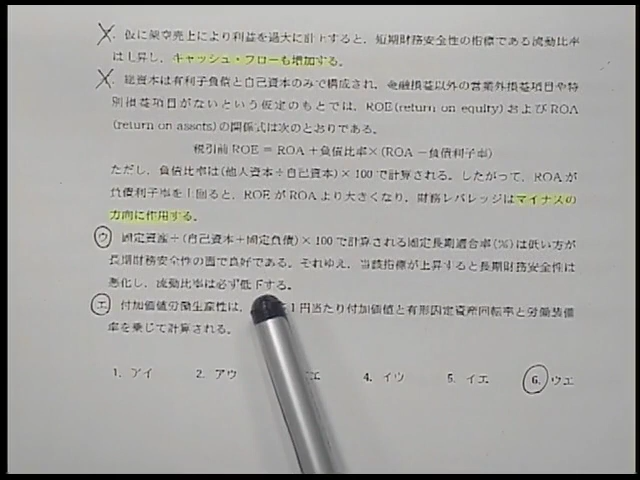 仮に架空売上により利益を過大に計上すると、短期財務安全性の指標である流動比率
は上昇し、キャッシュ・フローも増加する。
総資本は有利子負債と自己資本のみで構成され、金融損益以外の営業外損益項目や特
別損益項目がないという仮定のもとでは、ROE(return on equity)およびROA
(return on assets)の関係式は次のとおりである。
税引前 ROE = ROA + 負債比率×(ROA − 負債利子率)
ただし、負債比率は(他人資本÷自己資本)×100で計算される。したがって、ROAが
負債利子率を上回ると、ROEがROAより大きくなり、財務レバレッジはマイナスの
方向に作用する。
ウ 固定資産÷(自己資本+固定負債)×100で計算される固定長期適合率(%)は低い方が
長期財務安全性の面で良好である。それゆえ、当該指標が上昇すると長期財務安全性は
悪化し、流動比率は必ず低下する。
エ 付加価値労働生産性は、1円当たり付加価値と有形固定資産回転率と労働装備
率を乗じて計算される。
1. アイ 2. アウ エ 4. イウ 5. イエ 6. ウエ